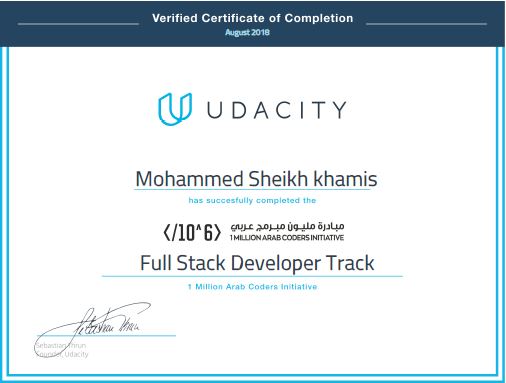 Verified Certificate of Completion
August 2018
UDACITY
Mohammed Sheikh khamis
has succesfully completed the
</10^6> مبادرة مليون مبرمج عربي
1 MILLION ARAB CODERS INITIATIVE
Full Stack Developer Track
1 Million Arab Coders Initiative
Sebastian Thrun
Sebastian Thrun
Founder, Udacity